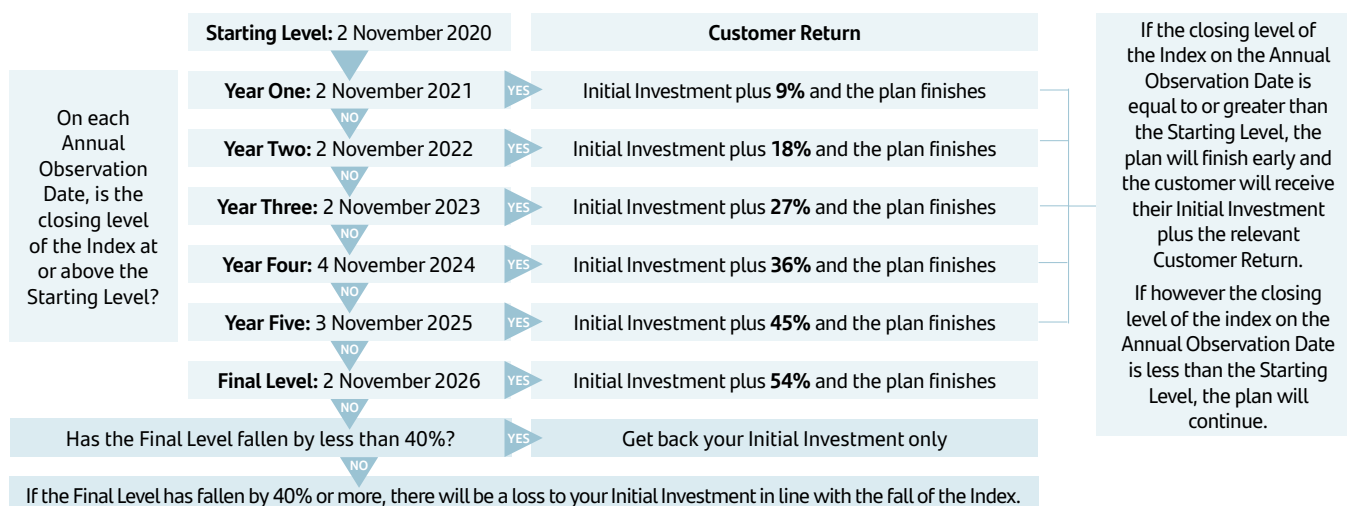 Starting Level: 2 November 2020
Customer Return
On each
Annual
Observation
Date, is the
closing level
of the Index at
or above the
Starting Level?
Year One: 2 November 2021
YES
Initial Investment plus 9% and the plan finishes
NO
Year Two: 2 November 2022
YES
Initial Investment plus 18% and the plan finishes
NO
Year Three: 2 November 2023
YES
Initial Investment plus 27% and the plan finishes
NO
Year Four: 4 November 2024
YES
Initial Investment plus 36% and the plan finishes
NO
Year Five: 3 November 2025
YES
Initial Investment plus 45% and the plan finishes
NO
Final Level: 2 November 2026
YES
Initial Investment plus 54% and the plan finishes
NO
Has the Final Level fallen by less than 40%?
YES
Get back your Initial Investment only
NO
If the Final Level has fallen by 40% or more, there will be a loss to your Initial Investment in line with the fall of the Index.
If the closing level of
the Index on the Annual
Observation Date is
equal to or greater than
the Starting Level, the
plan will finish early and
the customer will receive
their Initial Investment
plus the relevant
Customer Return.
If however the closing
level of the index on the
Annual Observation Date
is less than the Starting
Level, the plan will
continue.